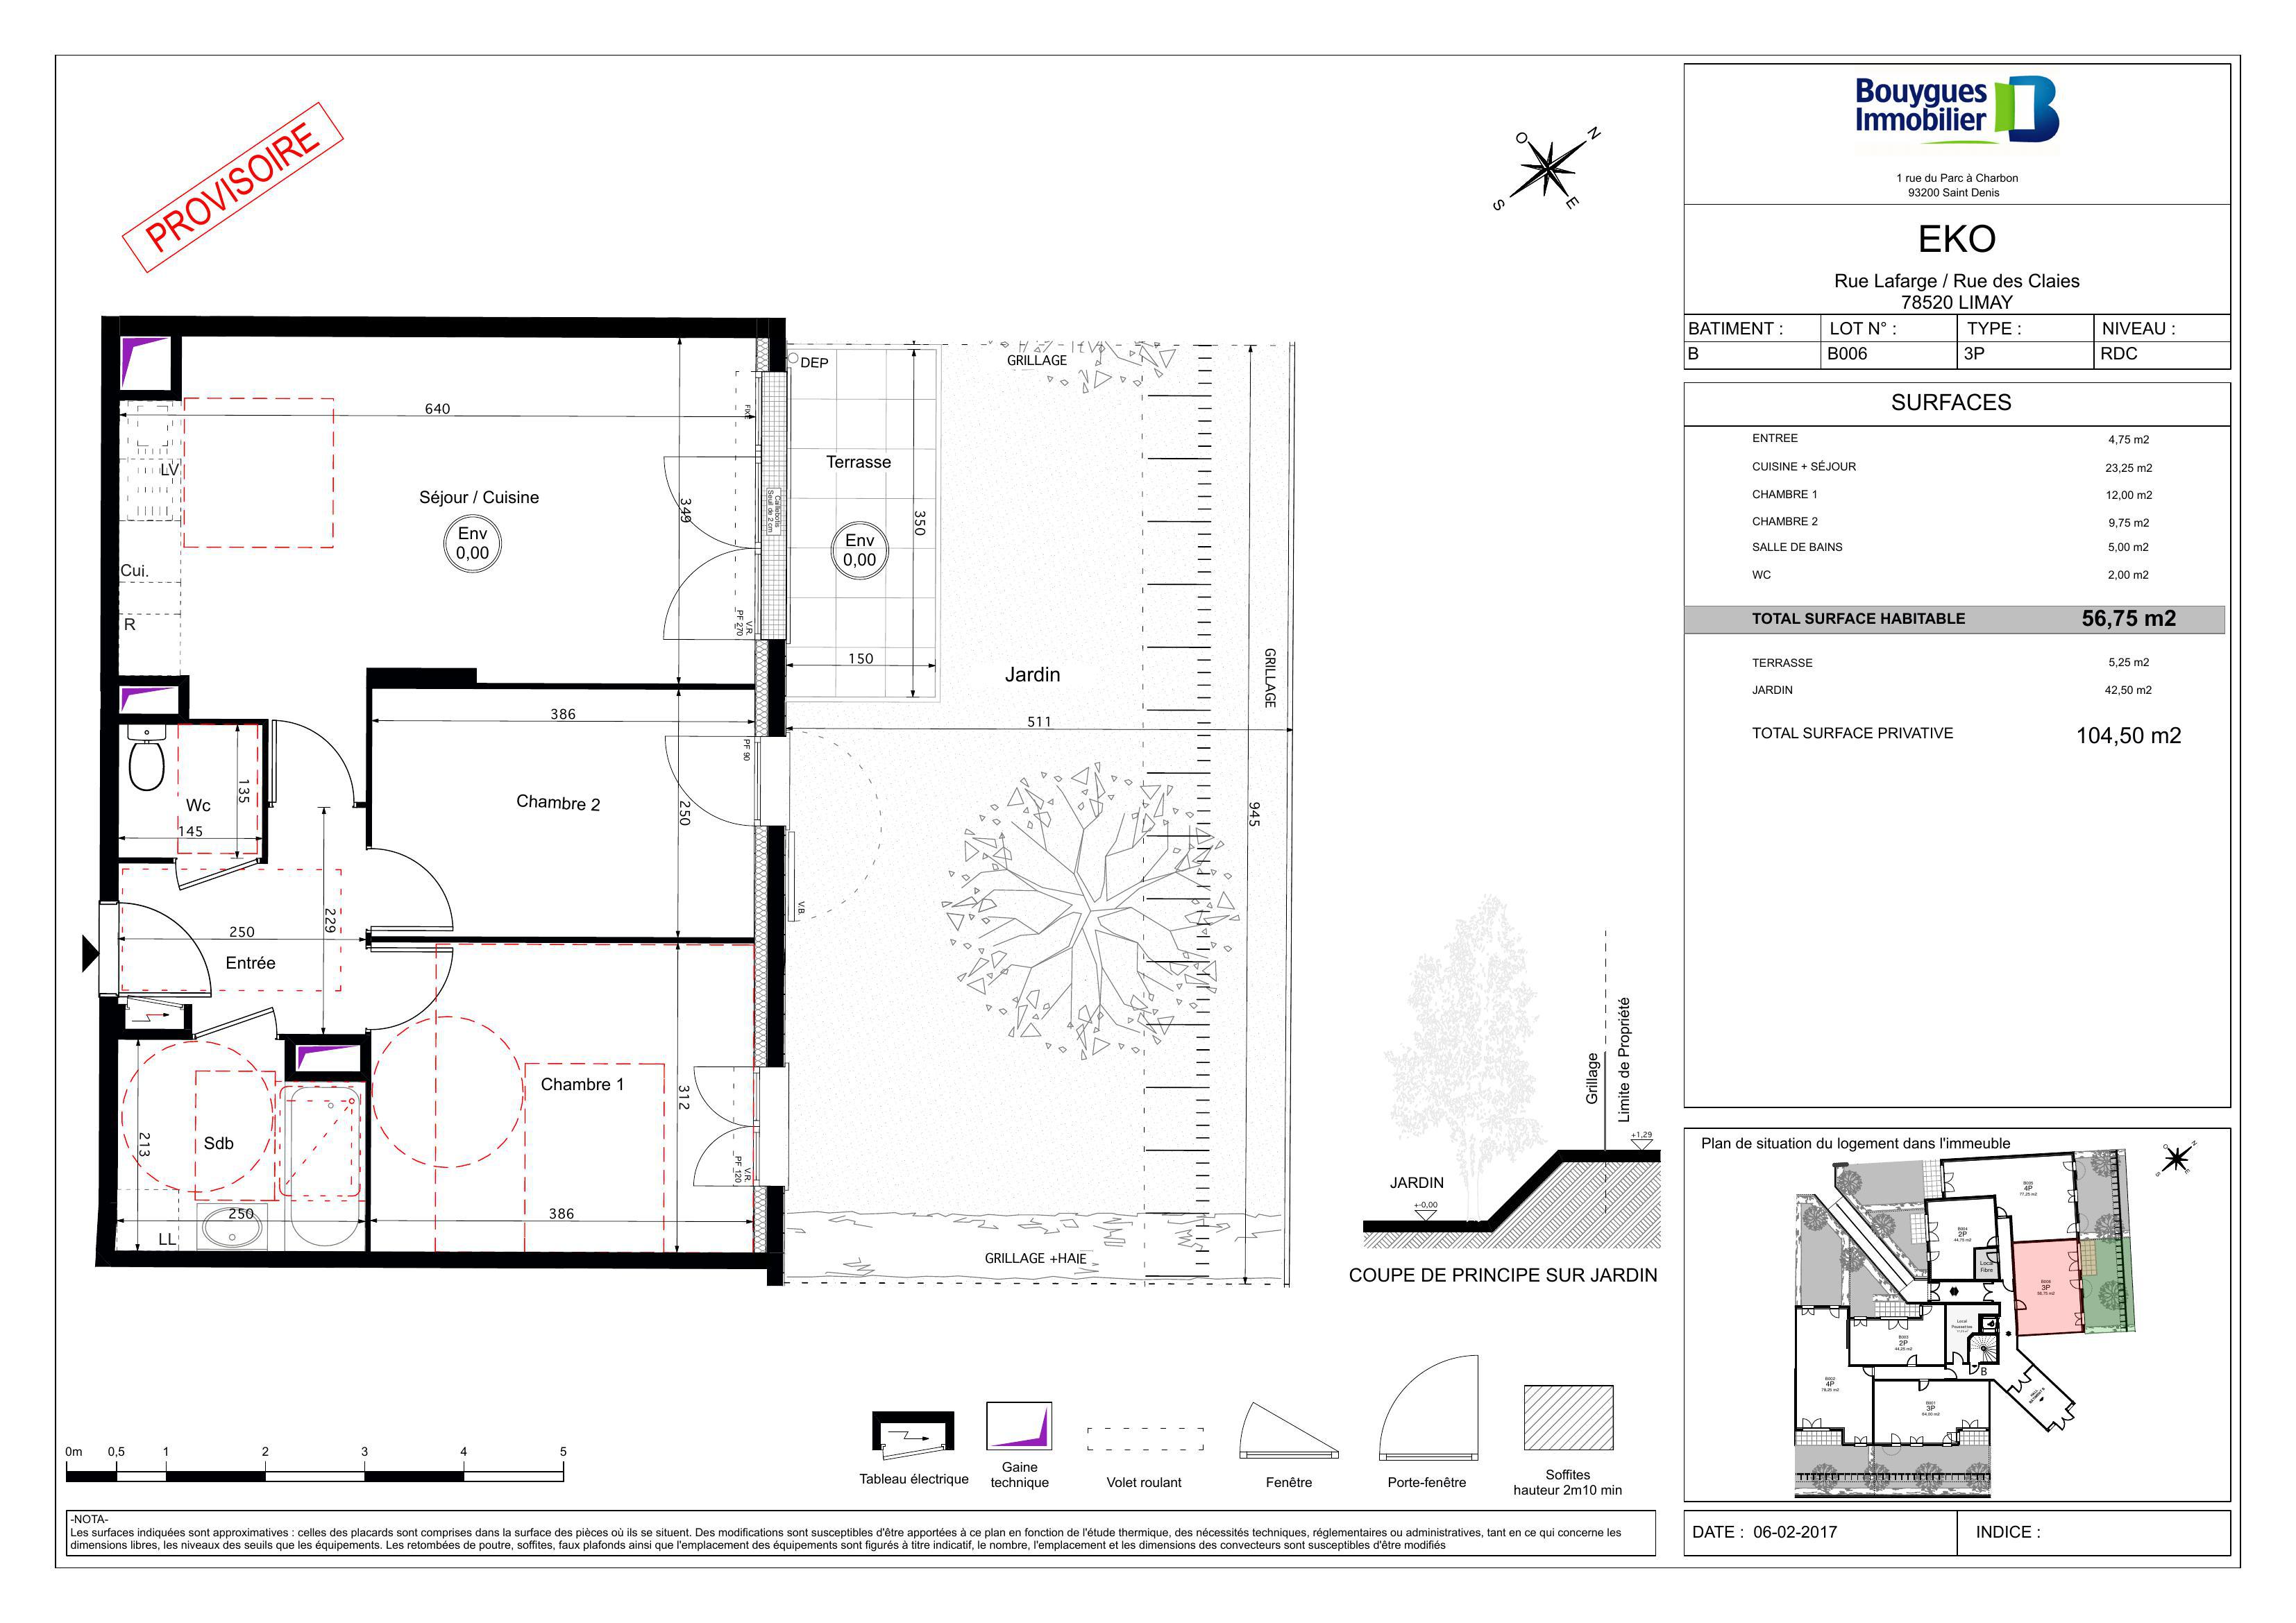 PROVISOIRE
O
N
S
E
Bouygues
Immobilier
1 rue du Parc à Charbon
93200 Saint Denis
EKO
Rue Lafarge / Rue des Claies
78520 LIMAY
BATIMENT :
LOT N° :
TYPE :
NIVEAU :
B
B006
3P
RDC
SURFACES
ENTREE 4,75 m2
CUISINE + SÉJOUR 23,25 m2
CHAMBRE 1 12,00 m2
CHAMBRE 2 9,75 m2
SALLE DE BAINS 5,00 m2
WC 2,00 m2
TOTAL SURFACE HABITABLE 56,75 m2
TERRASSE 5,25 m2
JARDIN 42,50 m2
TOTAL SURFACE PRIVATIVE 104,50 m2
DEP
GRILLAGE
640
FIXE
LV
Terrasse
Séjour / Cuisine
349
Caillebotis
Seuil de 2 cm
350
Env
0,00
Env
0,00
Cui.
R
V.R.
PF 270
150
Jardin
GRILLAGE
386
511
PF 90
135
Wc
145
Chambre 2
250
945
229
V.B.
250
Entrée
Chambre 1
312
213
Sdb
V.R.
PF 120
250
386
LL
GRILLAGE +HAIE
Grillage
Limite de Propriété
+1,29
JARDIN
+-0,00
COUPE DE PRINCIPE SUR JARDIN
Plan de situation du logement dans l'immeuble
O
N
S
E
B005
4P
77,25 m2
B004
2P
44,75 m2
Local
Fibre
B006
3P
56,75 m2
Local
Poussettes
B003
2P
44,25 m2
B
B002
4P
78,25 m2
B001
3P
HALL
BATIMENT B
0m 0,5 1 2 3 4 5
Tableau électrique
Gaine
technique
Volet roulant
Fenêtre
Porte-fenêtre
Soffites
hauteur 2m10 min
-NOTA-
Les surfaces indiquées sont approximatives : celles des placards sont comprises dans la surface des pièces où ils se situent. Des modifications sont susceptibles d'être apportées à ce plan en fonction de l'étude thermique, des nécessités techniques, réglementaires ou administratives, tant en ce qui concerne les
dimensions libres, les niveaux des seuils que les équipements. Les retombées de poutre, soffites, faux plafonds ainsi que l'emplacement des équipements sont figurés à titre indicatif, le nombre, l'emplacement et les dimensions des convecteurs sont susceptibles d'être modifiés
DATE : 06-02-2017
INDICE :